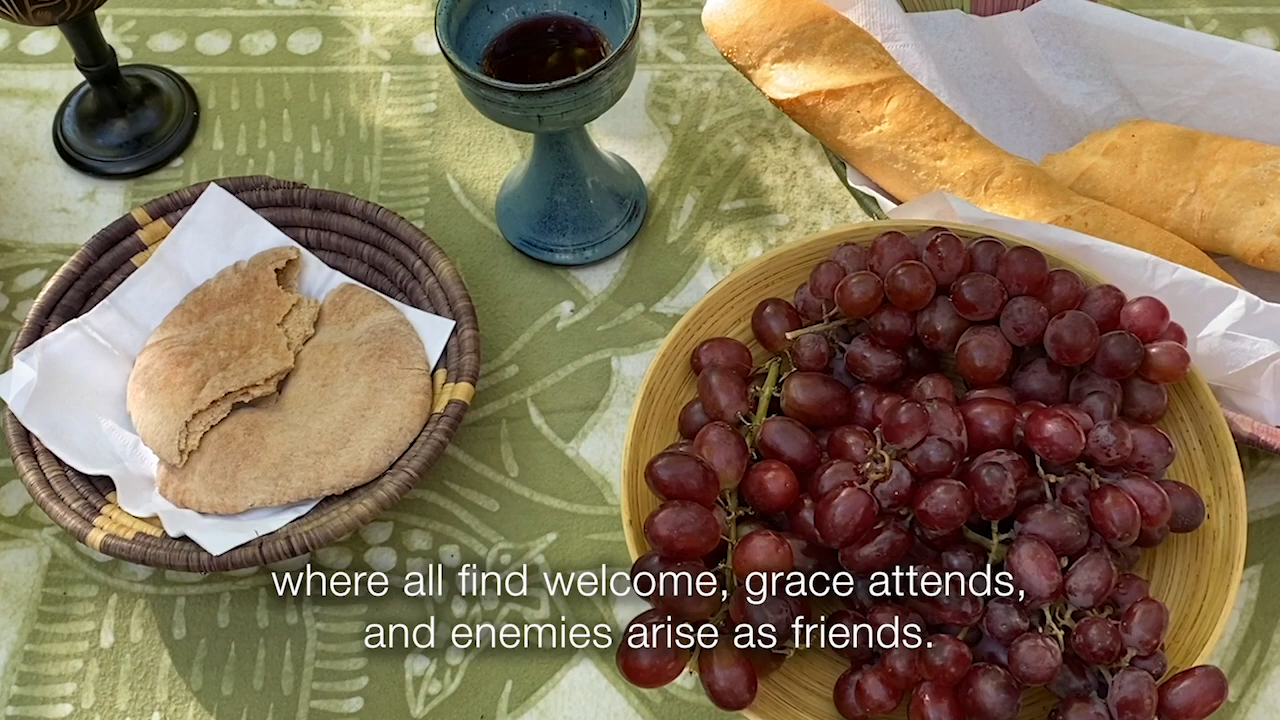 where all find welcome, grace attends,
and enemies arise as friends.